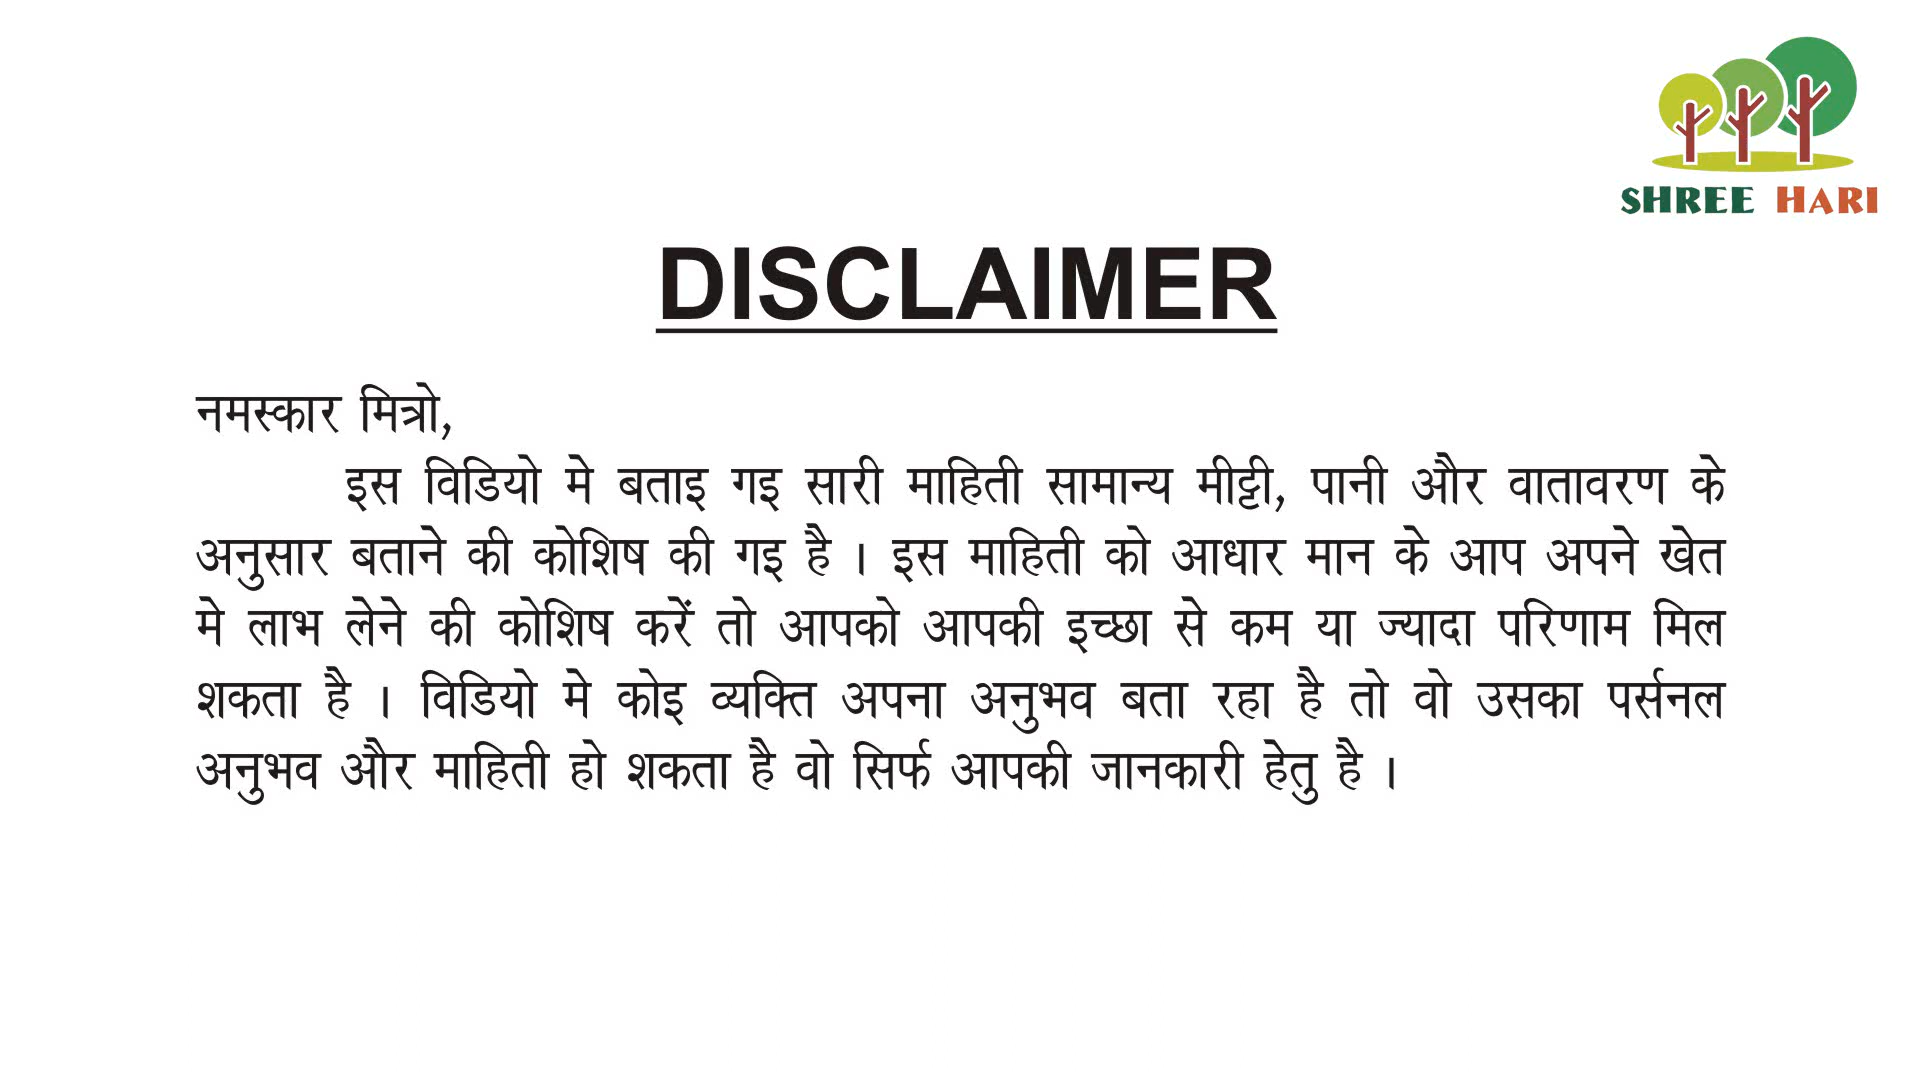 SHREE HARI
DISCLAIMER
नमस्कार मित्रो,
इस विडियो मे बताइ गइ सारी माहिती सामान्य मीट्टी, पानी और वातावरण के
अनुसार बताने की कोशिष की गइ है । इस माहिती को आधार मान के आप अपने खेत
मे लाभ लेने की कोशिष करें तो आपको आपकी इच्छा से कम या ज्यादा परिणाम मिल
शकता है । विडियो मे कोइ व्यक्ति अपना अनुभव बता रहा है तो वो उसका पर्सनल
अनुभव और माहिती हो शकता है वो सिर्फ आपकी जानकारी हेतु है ।